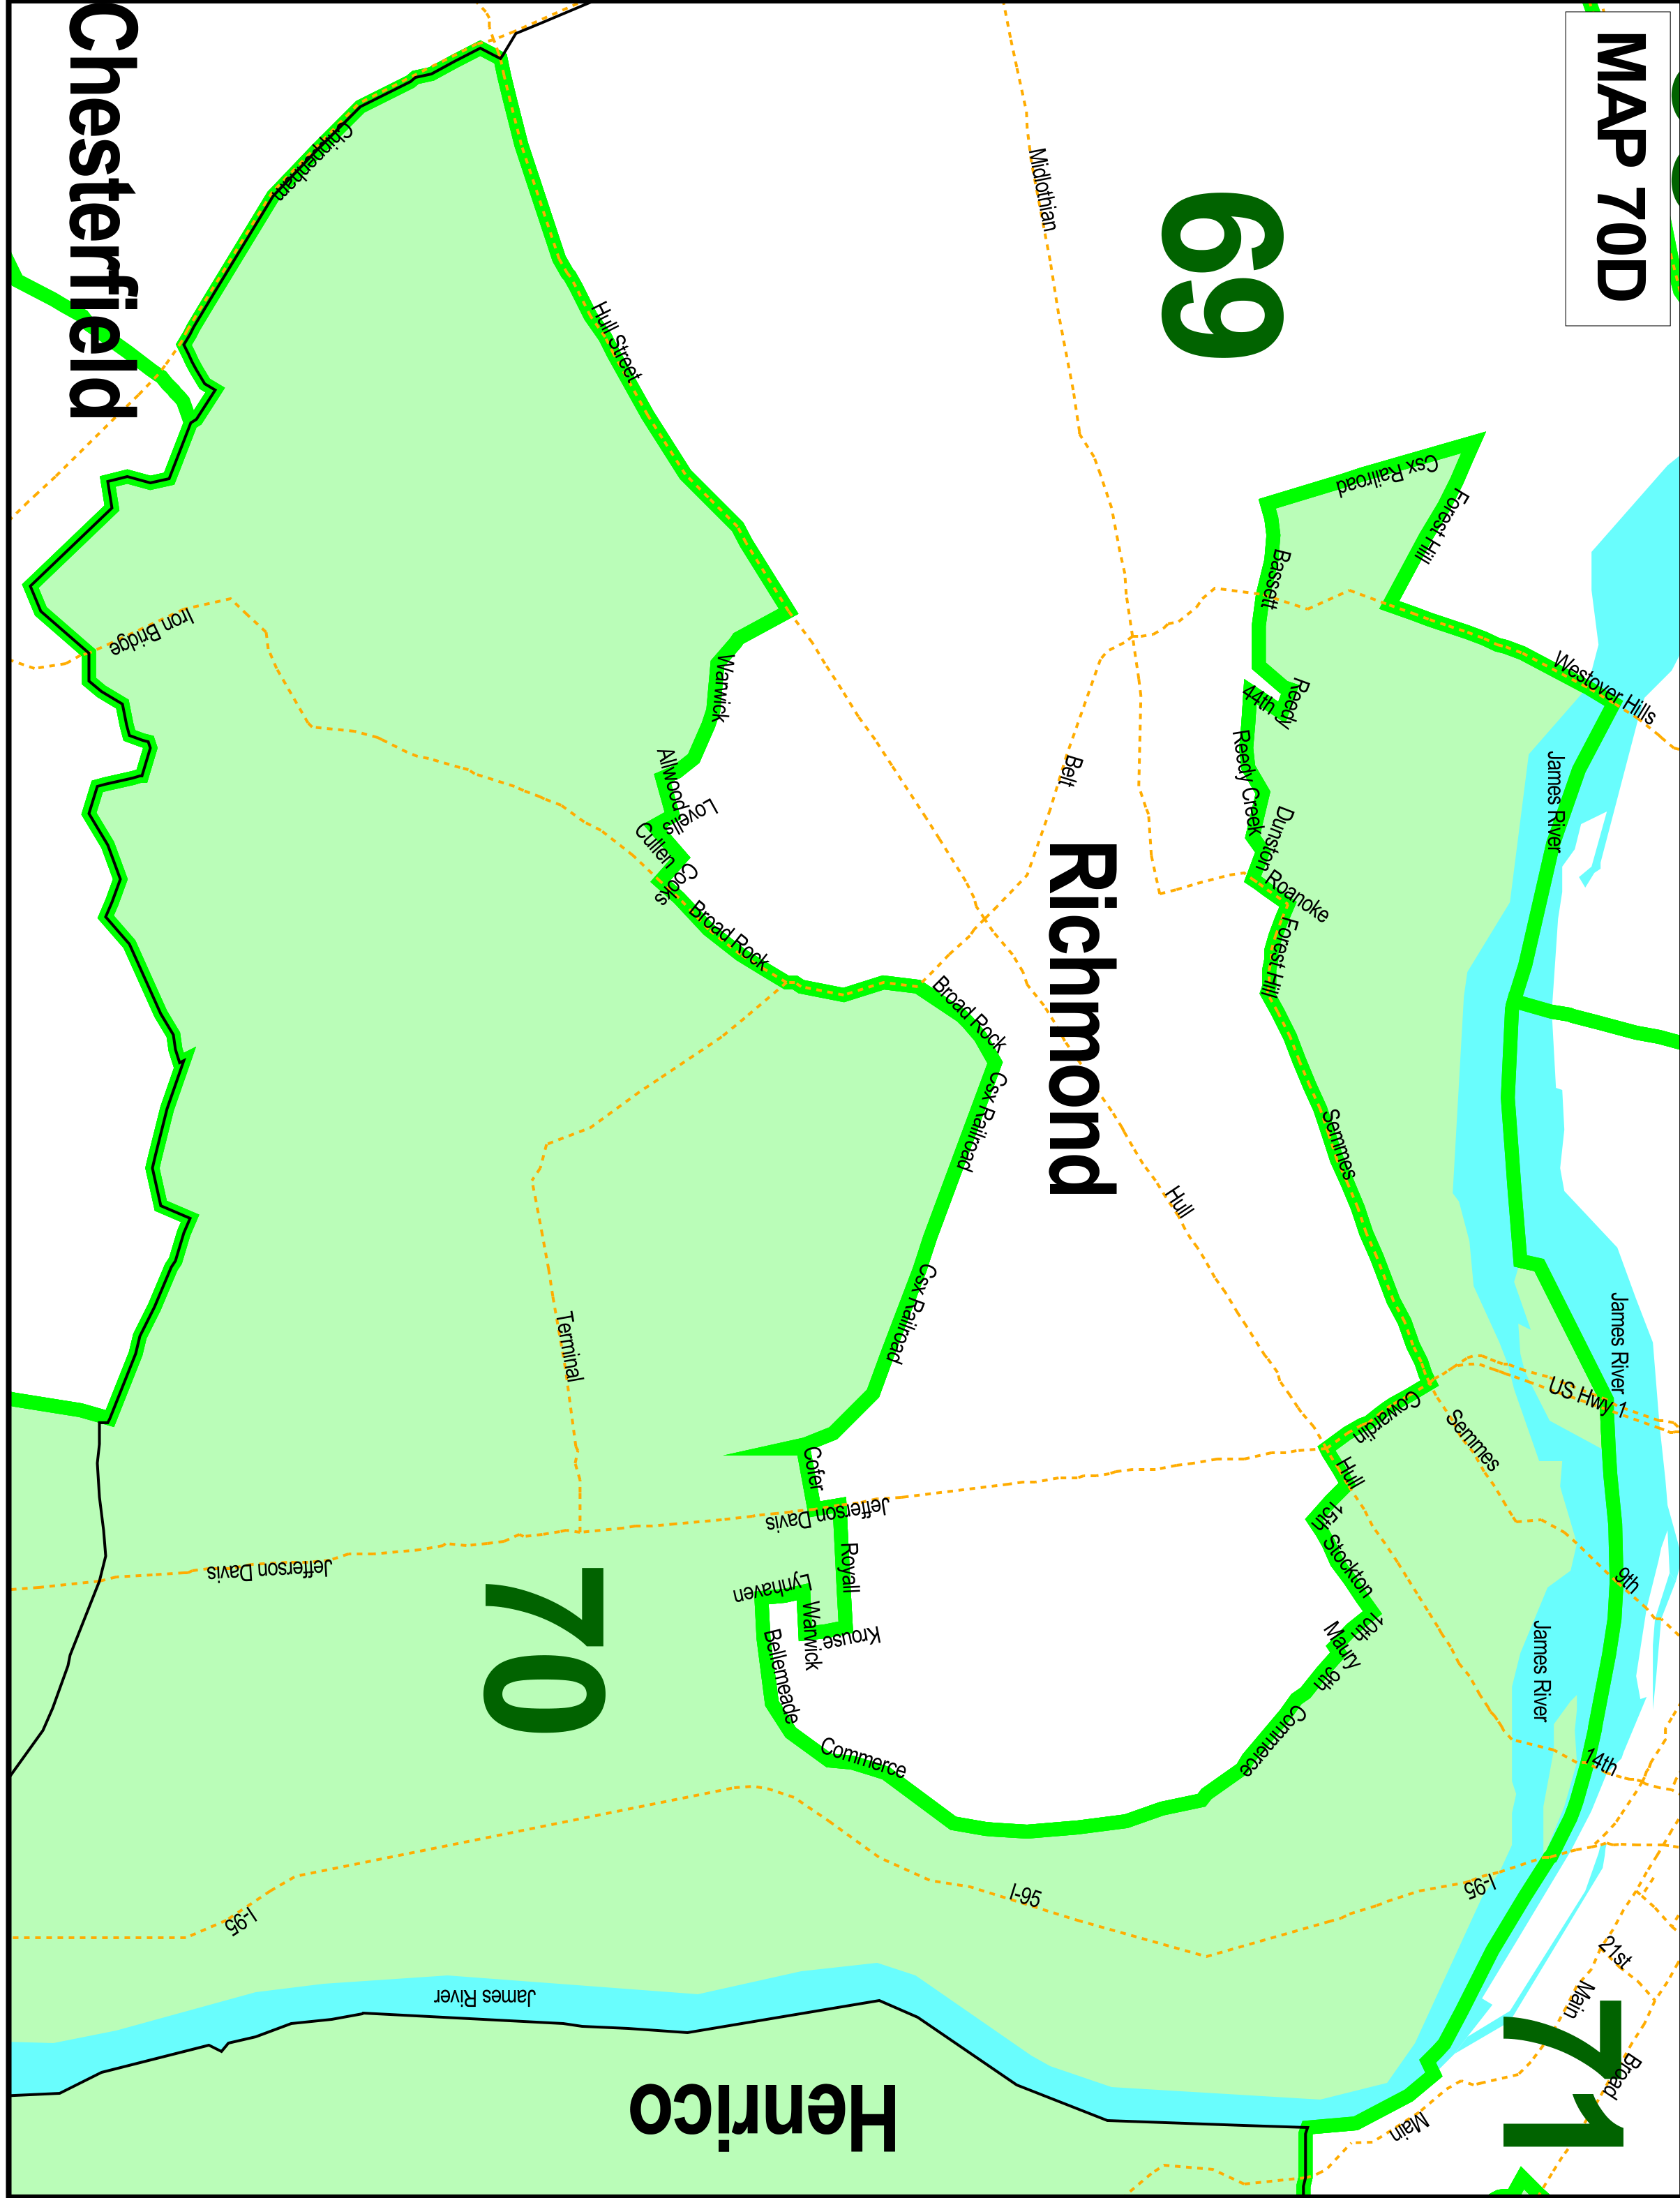 MAP 70D
69
Chesterfield
Richmond
Henrico
70
71
Chippenham
Hull Street
Midlothian
Csx Railroad
Forest Hill
Bassett
Westover Hills
Reedy
44th
Reedy Creek
Dunston
Roanoke
Forest Hill
James River
Iron Bridge
Warwick
Allwood
Lovells
Cullen
Cooks
Broad Rock
Belt
Broad Rock
Csx Railroad
Csx Railroad
Semmes
Hull
Terminal
James River
US Hwy 1
Cowardin
Semmes
Hull
15th
Stockton
10th
Maury
9th
9th
Cofer
Jefferson Davis
Jefferson Davis
Royall
Lynhaven
Warwick
Krouse
Bellemeade
Commerce
Commerce
James River
14th
I-95
I-95
I-95
21st
Main
Broad
Main
James River